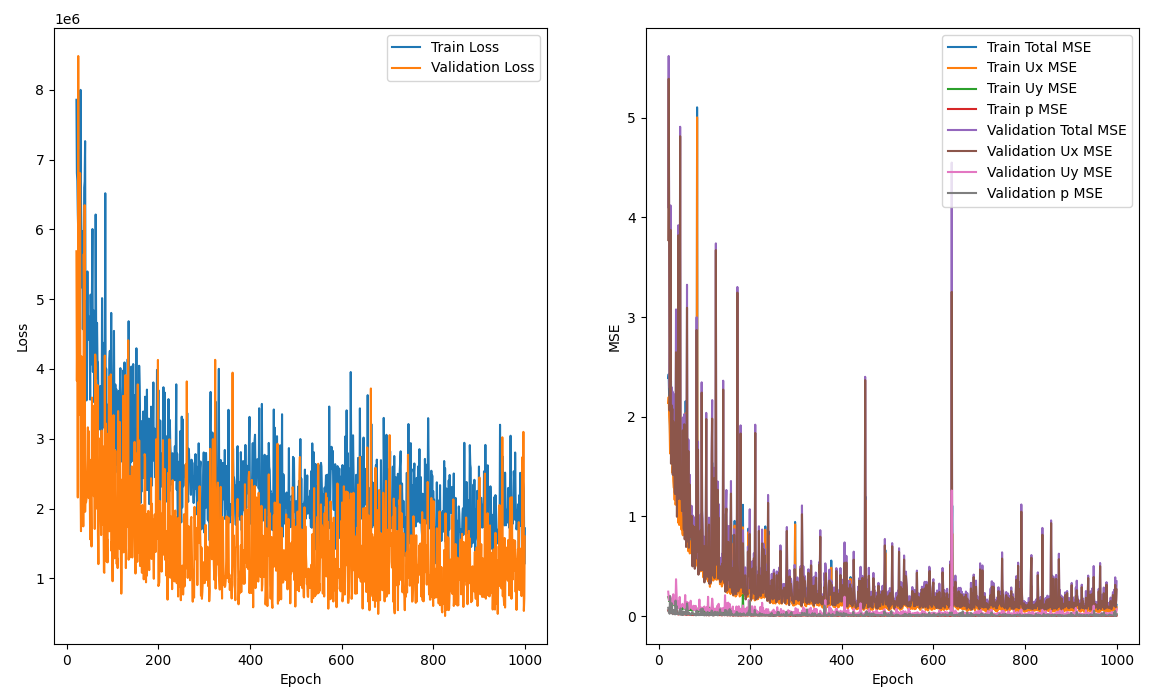 1e6
Train Loss
Validation Loss
8
7
6
5
4
3
2
1
Loss
0
200
400
600
800
1000
Epoch
Train Total MSE
Train Ux MSE
Train Uy MSE
Train p MSE
Validation Total MSE
Validation Ux MSE
Validation Uy MSE
Validation p MSE
5
4
3
2
1
0
MSE
0
200
400
600
800
1000
Epoch